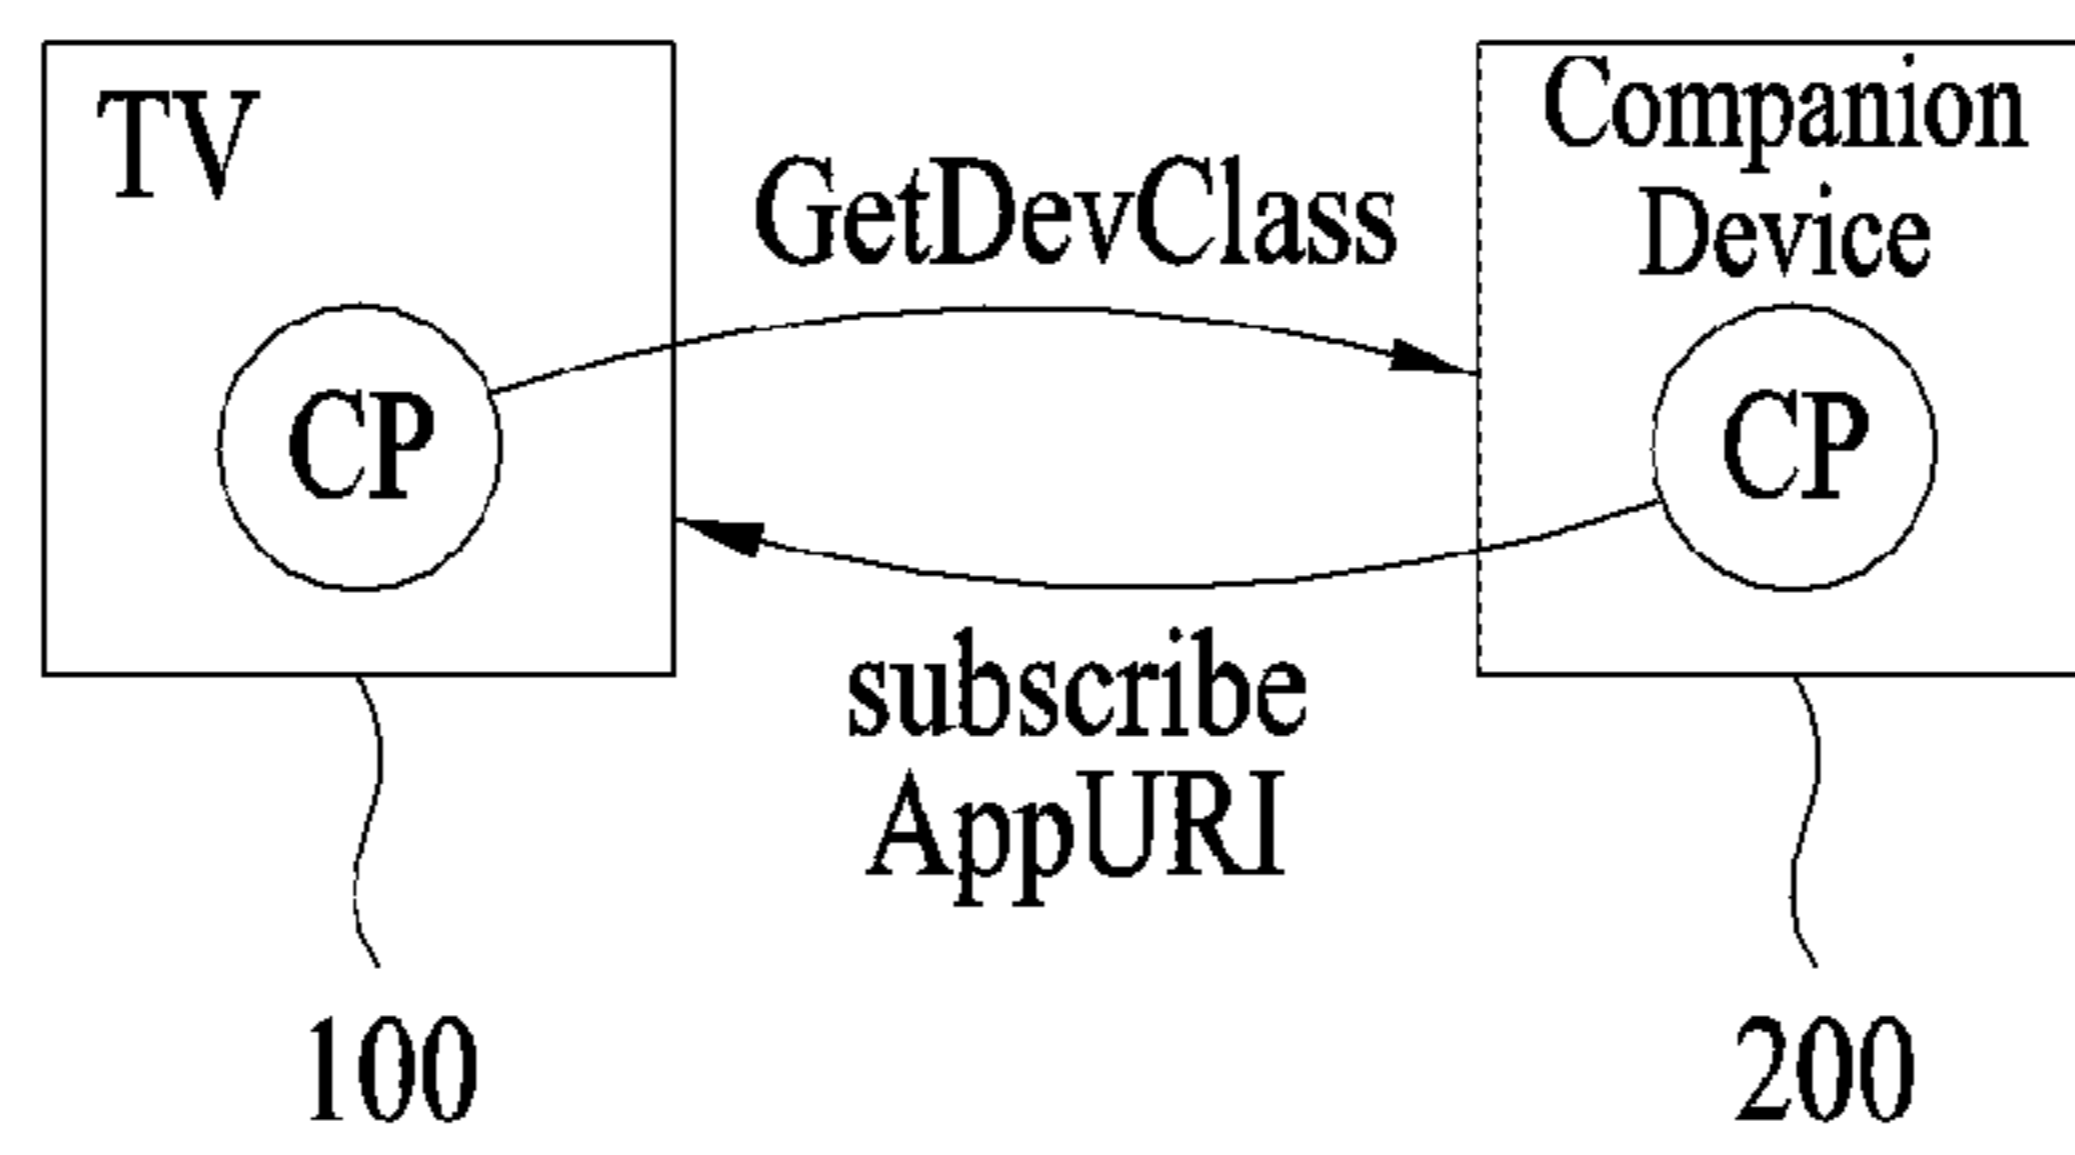 TV
Companion
Device
GetDevClass
CP
CP
subscribe
AppURI
100
200